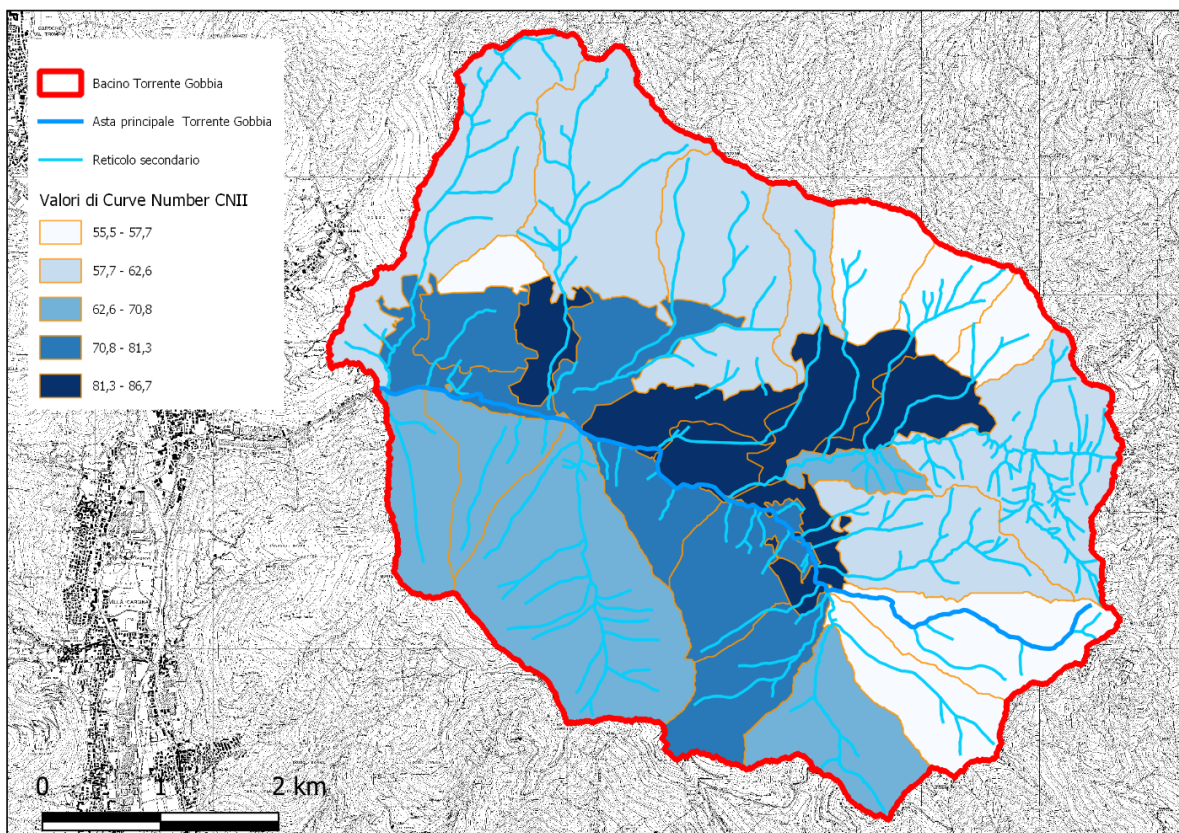 Bacino Torrente Gobbia
Asta principale Torrente Gobbia
Reticolo secondario
Valori di Curve Number CNII
55,5 - 57,7
57,7 - 62,6
62,6 - 70,8
70,8 - 81,3
81,3 - 86,7
VILLA CARCINA
0 1 2 km